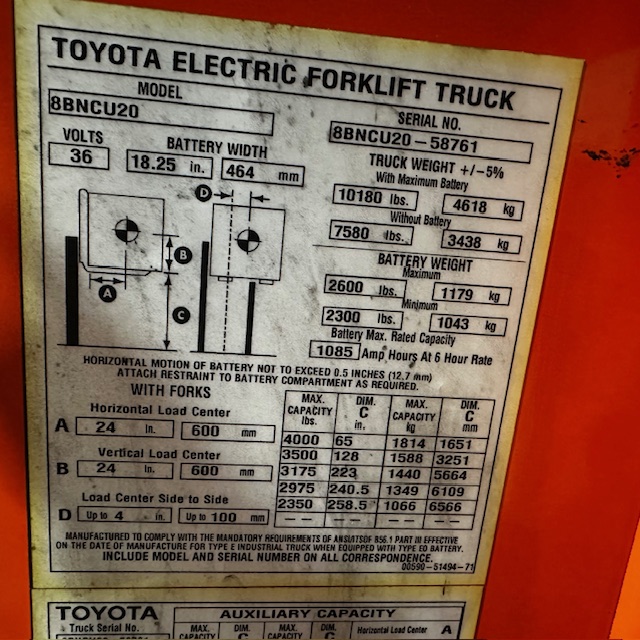 TOYOTA ELECTRIC FORKLIFT TRUCK
MODEL
8BNCU20
SERIAL NO.
8BNCU20-58761
VOLTS
36
BATTERY WIDTH
18.25 in. 464 mm
TRUCK WEIGHT +/-5%
With Maximum Battery
10180 lbs. 4618 kg
Without Battery
7580 lbs. 3438 kg
BATTERY WEIGHT
Maximum
2600 lbs. 1179 kg
Minimum
2300 lbs. 1043 kg
Battery Max. Rated Capacity
1085 Amp Hours At 6 Hour Rate
D
B
A
C
HORIZONTAL MOTION OF BATTERY NOT TO EXCEED 0.5 INCHES (12.7 mm)
ATTACH RESTRAINT TO BATTERY COMPARTMENT AS REQUIRED.
WITH FORKS
Horizontal Load Center
A 24 in. 600 mm
Vertical Load Center
B 24 in. 600 mm
Load Center Side to Side
D Up to 4 in. Up to 100 mm
MAX. CAPACITY lbs. DIM. C in. MAX. CAPACITY kg DIM. C mm
4000 65 1814 1651
3500 128 1588 3251
3175 223 1440 5664
2975 240.5 1349 6109
2350 258.5 1066 6566
-- -- -- --
MANUFACTURED TO COMPLY WITH THE MANDATORY REQUIREMENTS OF ANSI/ITSDF B56.1 PART III EFFECTIVE
ON THE DATE OF MANUFACTURE FOR TYPE E INDUSTRIAL TRUCK WHEN EQUIPPED WITH TYPE ED BATTERY.
INCLUDE MODEL AND SERIAL NUMBER ON ALL CORRESPONDENCE.
00590-51494-71
TOYOTA
Truck Serial No.
AUXILIARY CAPACITY
MAX. DIM. MAX. DIM. Horizontal Load Center A